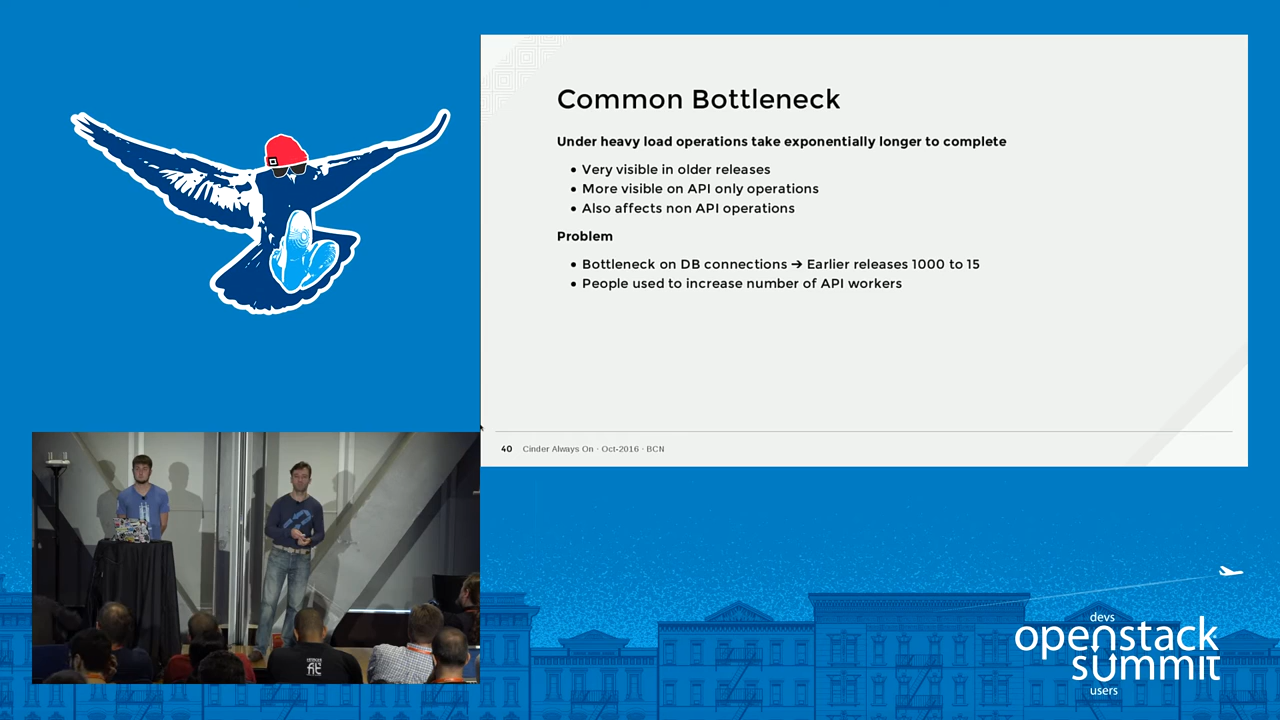 Common Bottleneck
Under heavy load operations take exponentially longer to complete
• Very visible in older releases
• More visible on API only operations
• Also affects non API operations
Problem
• Bottleneck on DB connections ➔ Earlier releases 1000 to 15
• People used to increase number of API workers
40 Cinder Always On · Oct-2016 · BCN
devs
openstack
summit
users